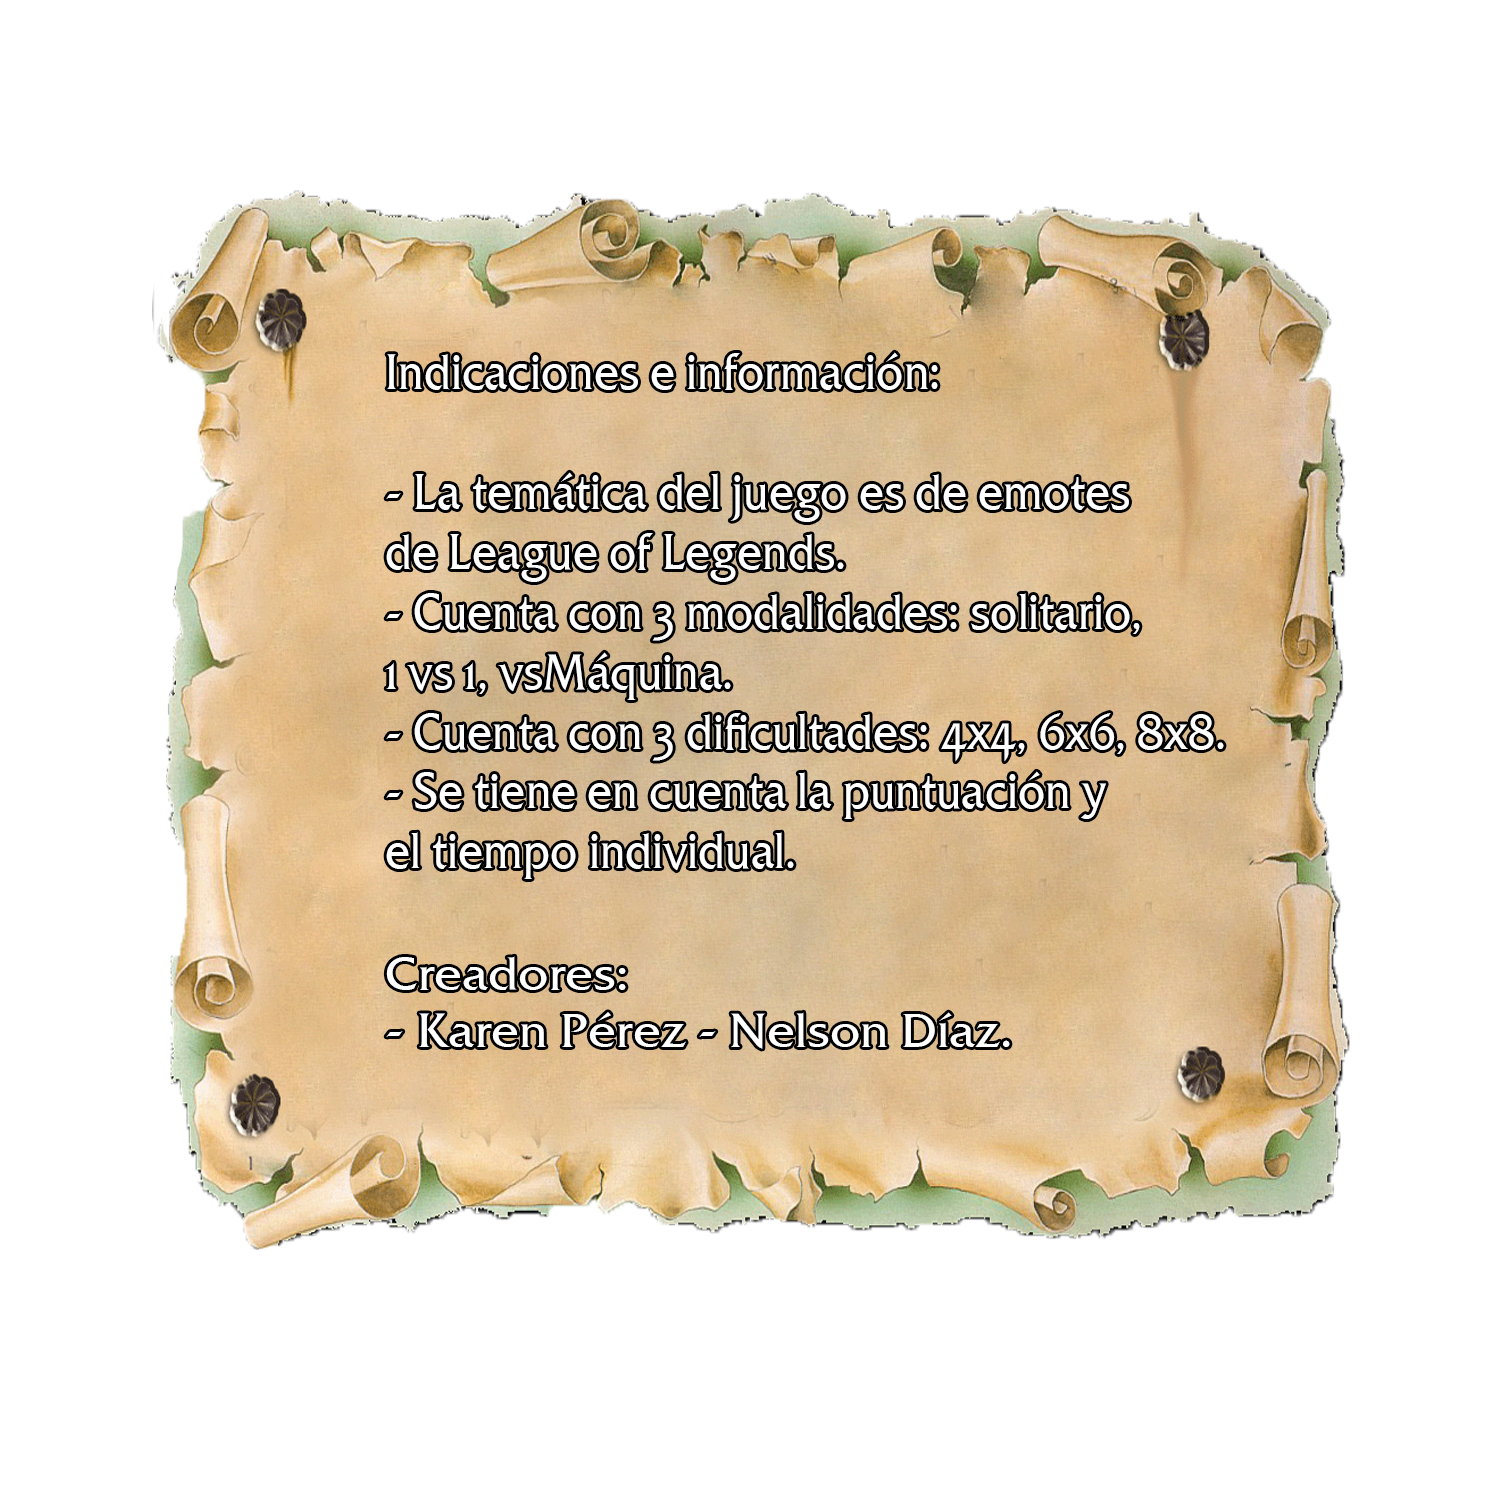 Indicaciones e información:
- La temática del juego es de emotes
de League of Legends.
- Cuenta con 3 modalidades: solitario,
1 vs 1, vsMáquina.
- Cuenta con 3 dificultades: 4x4, 6x6, 8x8.
- Se tiene en cuenta la puntuación y
el tiempo individual.
Creadores:
- Karen Pérez - Nelson Díaz.